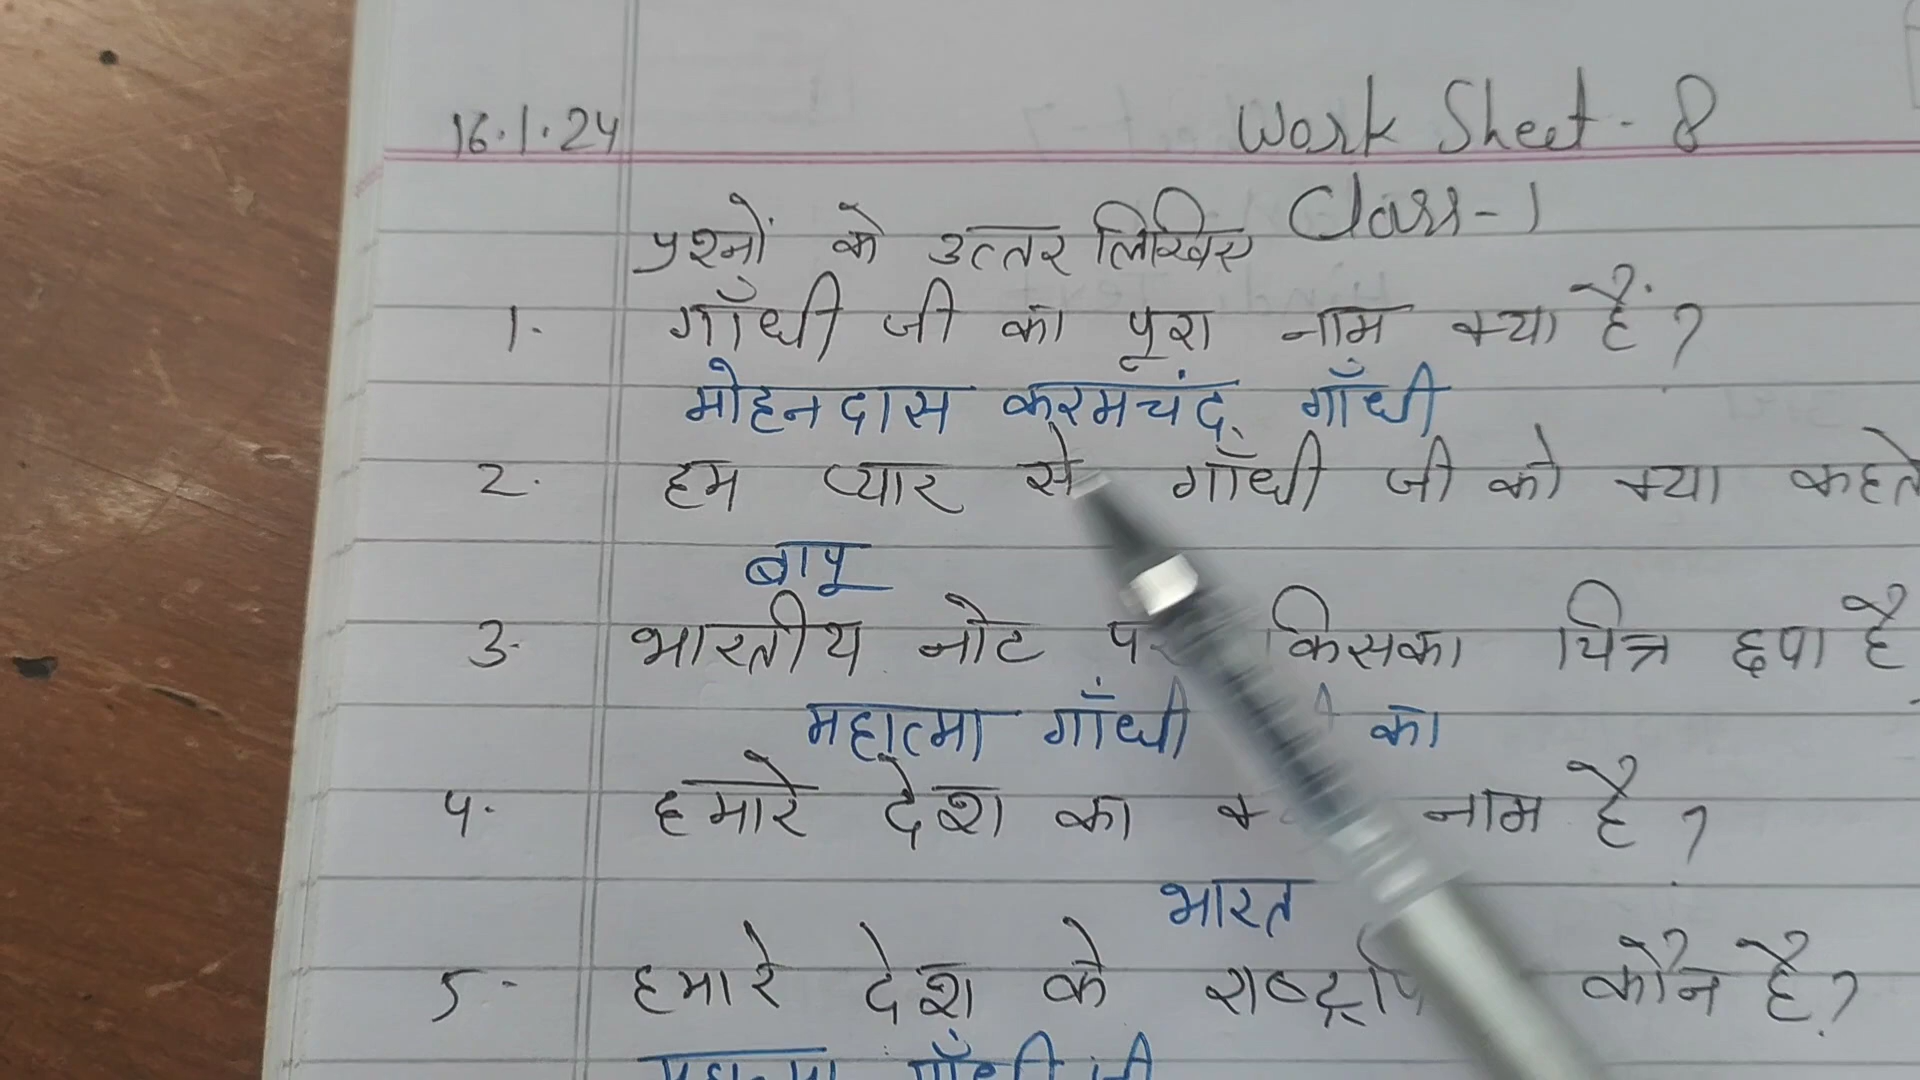 16.1.24 Work Sheet - 8
Class-1
प्रश्नों के उत्तर लिखिए
1. गाँधी जी का पूरा नाम क्या हैं?
मोहनदास करमचंद गाँधी
2. हम प्यार से गाँधी जी को क्या कहते
बापू
3. भारतीय नोट किसका चित्र छपा है
महात्मा गाँधी का
4. हमारे देश का नाम है?
भारत
5- हमारे देश के कौन है?
महात्मा गाँधी जी